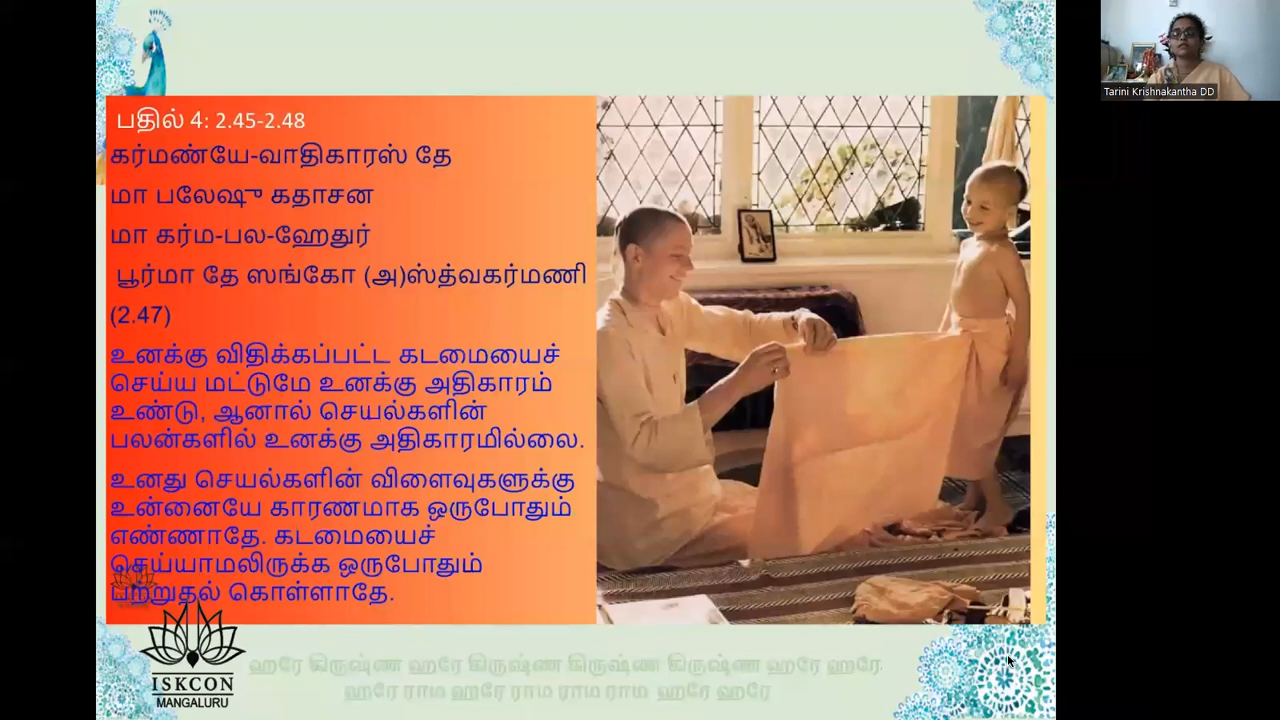 பதில் 4: 2.45-2.48
கர்மண்யே-வாதிகாரஸ் தே
மா பலேஷு கதாசன
மா கர்ம-பல-ஹேதுர்
பூர்மா தே ஸங்கோ (அ)ஸ்த்வகர்மணி
(2.47)
உனக்கு விதிக்கப்பட்ட கடமையைச்
செய்ய மட்டுமே உனக்கு அதிகாரம்
உண்டு, ஆனால் செயல்களின்
பலன்களில் உனக்கு அதிகாரமில்லை.
உனது செயல்களின் விளைவுகளுக்கு
உன்னையே காரணமாக ஒருபோதும்
எண்ணாதே. கடமையைச்
செய்யாமலிருக்க ஒருபோதும்
பற்றுதல் கொள்ளாதே.
ஹரே கிருஷ்ண ஹரே கிருஷ்ண கிருஷ்ண கிருஷ்ண ஹரே ஹரே
ஹரே ராம ஹரே ராம ராம ராம ஹரே ஹரே
ISKCON
MANGALURU
Tarini Krishnakantha DD